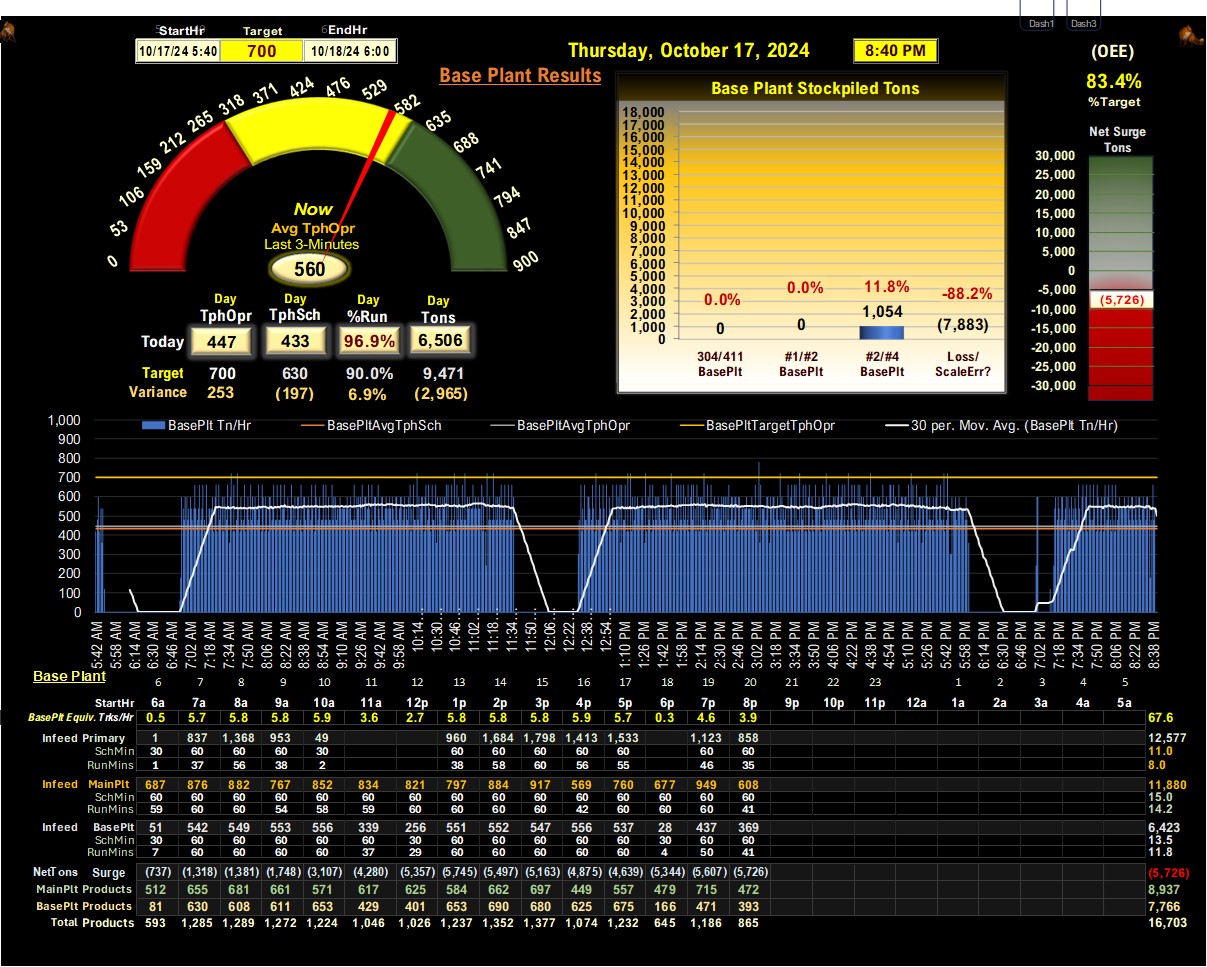 Dash1 Dash3
StartHr Target EndHr
10/17/24 5:40 700 10/18/24 6:00
Thursday, October 17, 2024 8:40 PM
(OEE)
83.4%
%Target
Base Plant Results
Base Plant Stockpiled Tons
18,000
17,000
16,000
15,000
14,000
13,000
12,000
11,000
10,000
9,000
8,000
7,000
6,000
5,000
4,000
3,000
2,000
1,000
0
0.0% 0.0% 11.8% -88.2%
0 0 1,054 (7,883)
304/411 #1/#2 #2/#4 Loss/
BasePlt BasePlt BasePlt ScaleErr?
Net Surge
Tons
30,000
25,000
20,000
15,000
10,000
5,000
0
-5,000
(5,726)
-10,000
-15,000
-20,000
-25,000
-30,000
0 53 106 159 212 265 318 371 424 476 529 582 635 688 741 794 847 900
Now
Avg TphOpr
Last 3-Minutes
560
Day Day Day Day
TphOpr TphSch %Run Tons
Today 447 433 96.9% 6,506
Target 700 630 90.0% 9,471
Variance 253 (197) 6.9% (2,965)
BasePlt Tn/Hr BasePltAvgTphSch BasePltAvgTphOpr BasePltTargetTphOpr 30 per. Mov. Avg. (BasePlt Tn/Hr)
1,000
900
800
700
600
500
400
300
200
100
0
5:42 AM 5:58 AM 6:14 AM 6:30 AM 6:46 AM 7:02 AM 7:18 AM 7:34 AM 7:50 AM 8:06 AM 8:22 AM 8:38 AM 8:54 AM 9:10 AM 9:26 AM 9:42 AM 9:58 AM 10:14... 10:30... 10:46... 11:02... 11:18... 11:34... 11:50... 12:06... 12:22... 12:38... 12:54... 1:10 PM 1:26 PM 1:42 PM 1:58 PM 2:14 PM 2:30 PM 2:46 PM 3:02 PM 3:18 PM 3:34 PM 3:50 PM 4:06 PM 4:22 PM 4:38 PM 4:54 PM 5:10 PM 5:26 PM 5:42 PM 5:58 PM 6:14 PM 6:30 PM 6:46 PM 7:02 PM 7:18 PM 7:34 PM 7:50 PM 8:06 PM 8:22 PM 8:38 PM
Base Plant
6 7 8 9 10 11 12 13 14 15 16 17 18 19 20 21 22 23 1 2 3 4 5
StartHr 6a 7a 8a 9a 10a 11a 12p 1p 2p 3p 4p 5p 6p 7p 8p 9p 10p 11p 12a 1a 2a 3a 4a 5a
BasePlt Equiv. Trks/Hr 0.5 5.7 5.8 5.8 5.9 3.6 2.7 5.8 5.8 5.8 5.9 5.7 0.3 4.6 3.9 67.6
Infeed Primary 1 837 1,368 953 49 960 1,684 1,798 1,413 1,533 1,123 858 12,577
SchMin 30 60 60 60 30 60 60 60 60 60 60 60 11.0
RunMins 1 37 56 38 2 38 58 60 56 55 46 35 8.0
Infeed MainPlt 687 876 882 767 852 834 821 797 884 917 569 760 677 949 608 11,880
SchMin 60 60 60 60 60 60 60 60 60 60 60 60 60 60 60 15.0
RunMins 59 60 60 54 58 59 60 60 60 60 42 60 60 60 41 14.2
Infeed BasePlt 51 542 549 553 556 339 256 551 552 547 556 537 28 437 369 6,423
SchMin 30 60 60 60 60 60 30 60 60 60 60 60 30 60 60 13.5
RunMins 7 60 60 60 60 37 29 60 60 60 60 60 4 50 41 11.8
NetTons Surge (737) (1,318) (1,381) (1,748) (3,107) (4,280) (5,357) (5,745) (5,497) (5,163) (4,875) (4,639) (5,344) (5,607) (5,726) (5,726)
MainPlt Products 512 655 681 661 571 617 625 584 662 697 449 557 479 715 472 8,937
BasePlt Products 81 630 608 611 653 429 401 653 690 680 625 675 166 471 393 7,766
Total Products 593 1,285 1,289 1,272 1,224 1,046 1,026 1,237 1,352 1,377 1,074 1,232 645 1,186 865 16,703